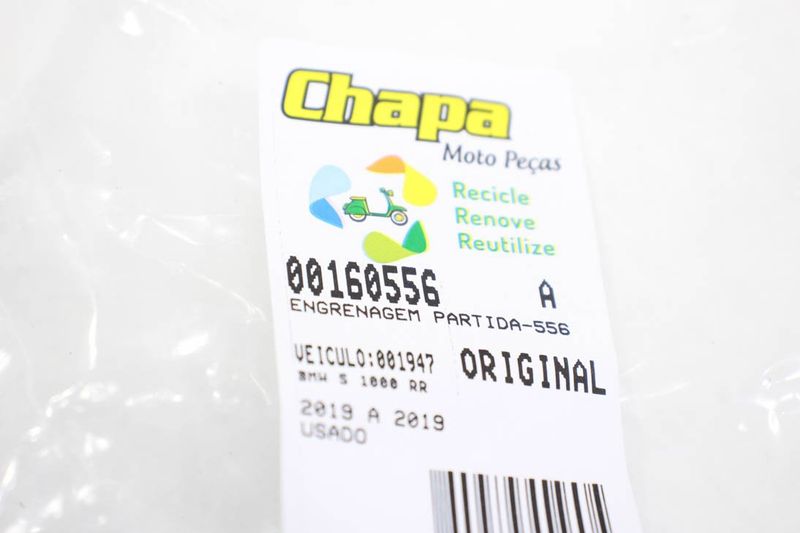 Chapa
Moto Peças
Recicle
Renove
Reutilize
00160556 A
ENGRENAGEM PARTIDA-556
VEICULO:001947 ORIGINAL
BMW S 1000 RR
2019 A 2019
USADO